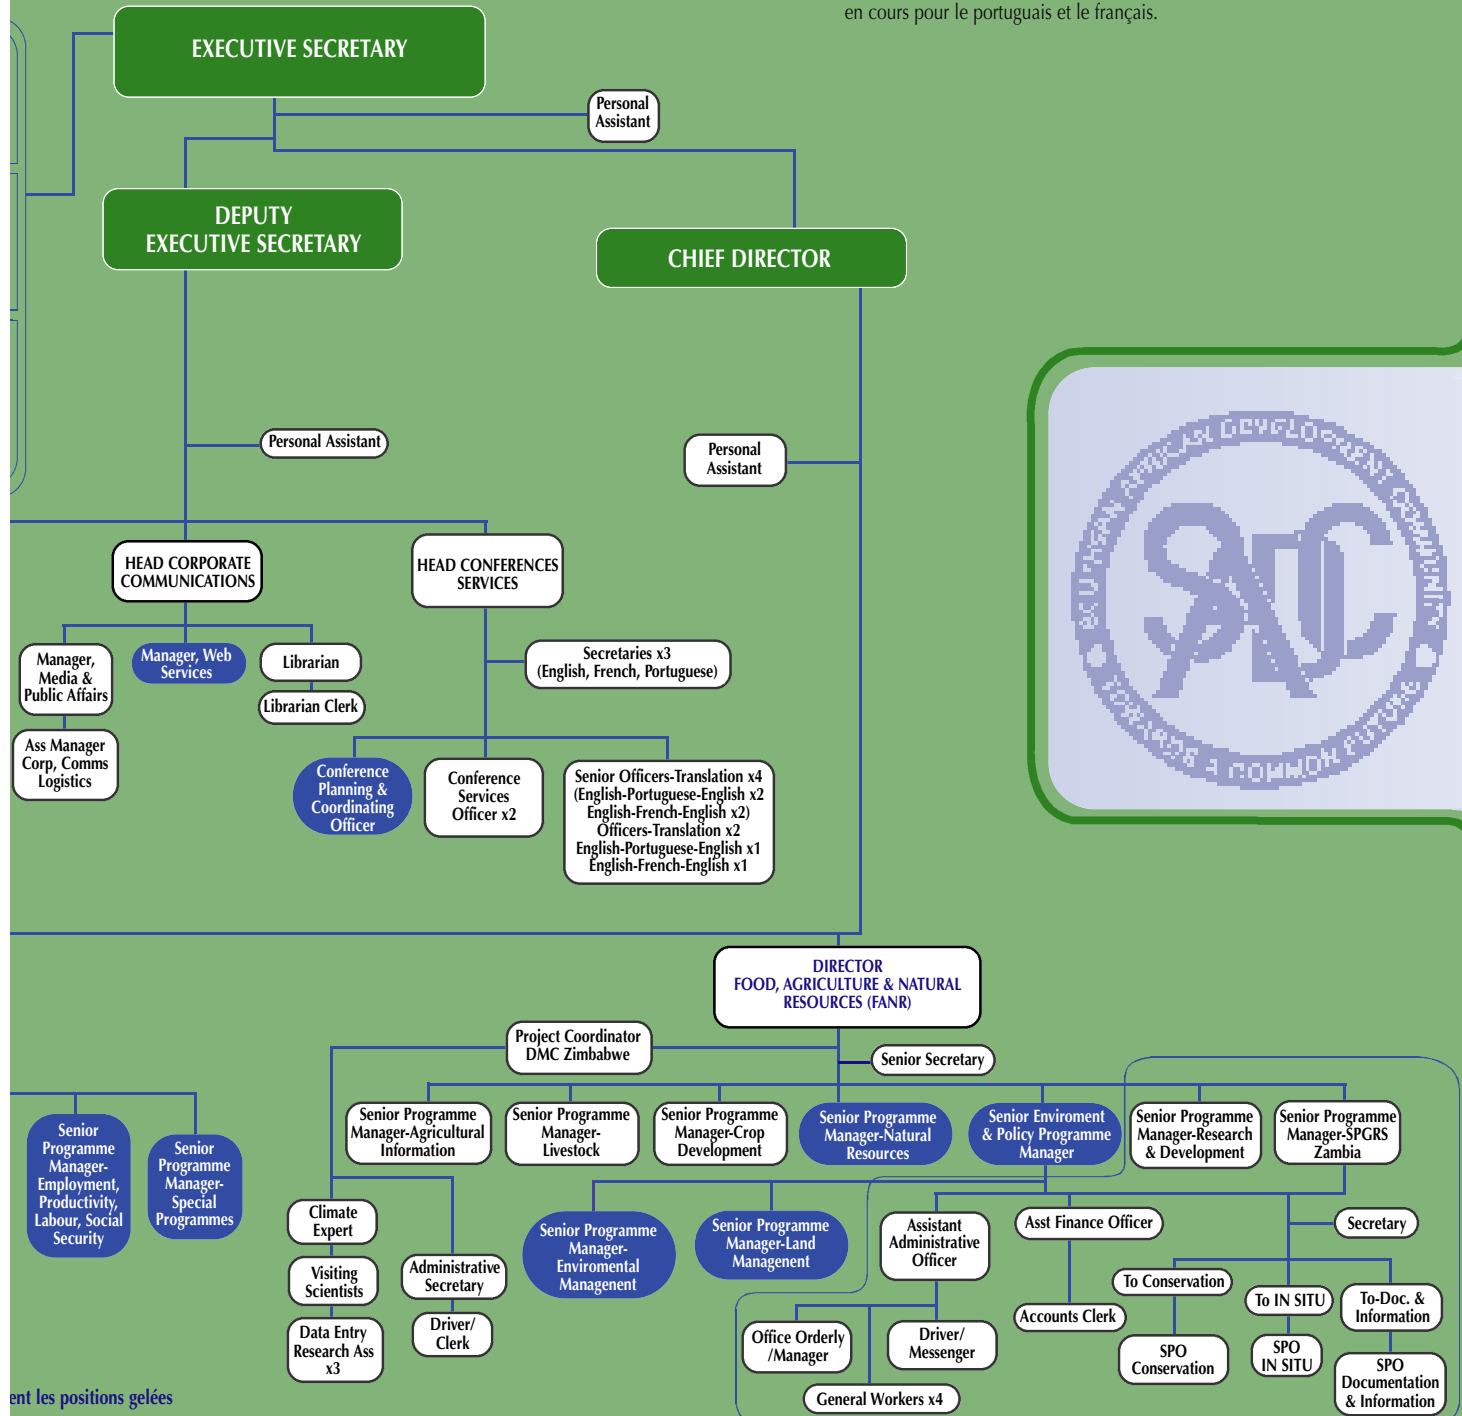 en cours pour le portuguais et le français.
EXECUTIVE SECRETARY
Personal
Assistant
DEPUTY
EXECUTIVE SECRETARY
CHIEF DIRECTOR
Personal Assistant
Personal
Assistant
HEAD CORPORATE
COMMUNICATIONS
HEAD CONFERENCES
SERVICES
Manager,
Media &
Public Affairs
Manager, Web
Services
Librarian
Librarian Clerk
Ass Manager
Corp, Comms
Logistics
Secretaries x3
(English, French, Portuguese)
Conference
Planning &
Coordinating
Officer
Conference
Services
Officer x2
Senior Officers-Translation x4
(English-Portuguese-English x2
English-French-English x2)
Officers-Translation x2
English-Portuguese-English x1
English-French-English x1
SADC
DIRECTOR
FOOD, AGRICULTURE & NATURAL
RESOURCES (FANR)
Project Coordinator
DMC Zimbabwe
Senior Secretary
Senior
Programme
Manager-
Employment,
Productivity,
Labour, Social
Security
Senior
Programme
Manager-
Special
Programmes
Senior Programme
Manager-Agricultural
Information
Senior Programme
Manager-
Livestock
Senior Programme
Manager-Crop
Development
Senior Programme
Manager-Natural
Resources
Senior Enviroment
& Policy Programme
Manager
Senior Programme
Manager-Research
& Development
Senior Programme
Manager-SPGRS
Zambia
Climate
Expert
Visiting
Scientists
Data Entry
Research Ass
x3
Administrative
Secretary
Driver/
Clerk
Senior Programme
Manager-
Enviromental
Managenent
Senior Programme
Manager-Land
Managenent
Assistant
Administrative
Officer
Asst Finance Officer
Secretary
To Conservation
To IN SITU
To-Doc. &
Information
Accounts Clerk
Office Orderly
/Manager
Driver/
Messenger
General Workers x4
SPO
Conservation
SPO
IN SITU
SPO
Documentation
& Information
ent les positions gelées